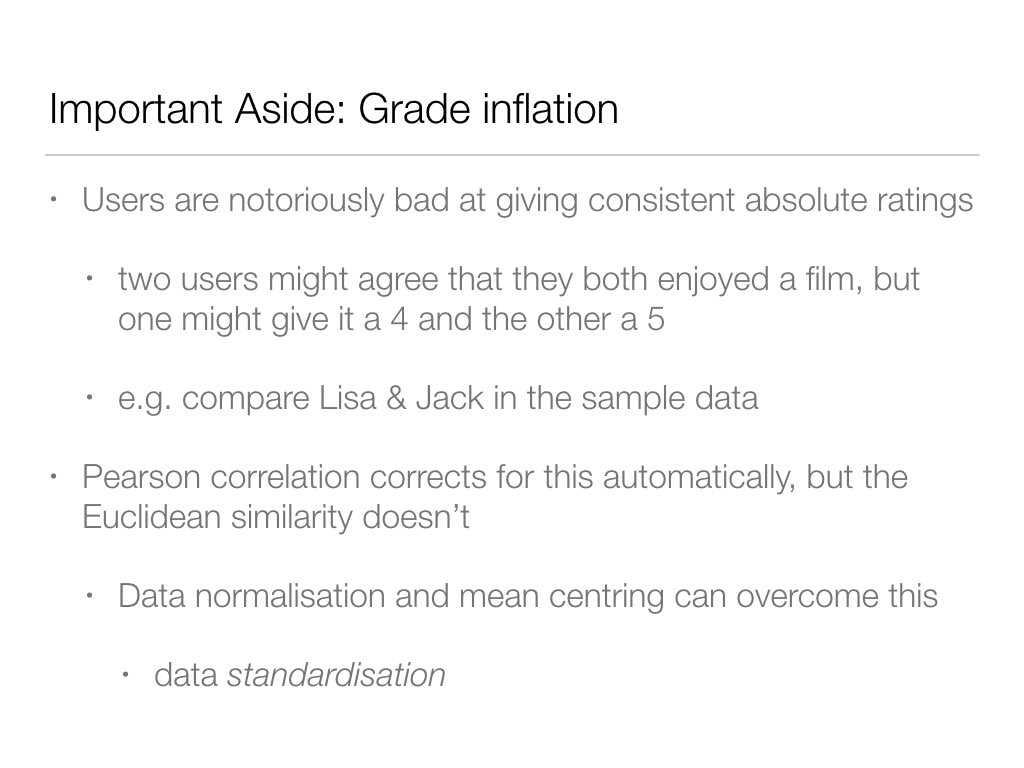 Important Aside: Grade inflation
• Users are notoriously bad at giving consistent absolute ratings
• two users might agree that they both enjoyed a film, but
one might give it a 4 and the other a 5
• e.g. compare Lisa & Jack in the sample data
• Pearson correlation corrects for this automatically, but the
Euclidean similarity doesn’t
• Data normalisation and mean centring can overcome this
• data standardisation